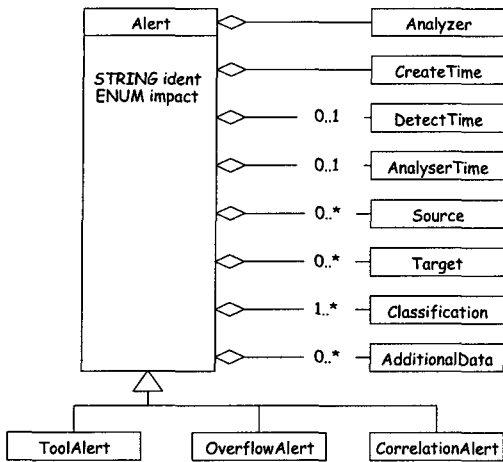 Alert
Analyzer
STRING ident
ENUM impact
CreateTime
0..1 DetectTime
0..1 AnalyserTime
0..* Source
0..* Target
1..* Classification
0..* AdditionalData
ToolAlert
OverflowAlert
CorrelationAlert